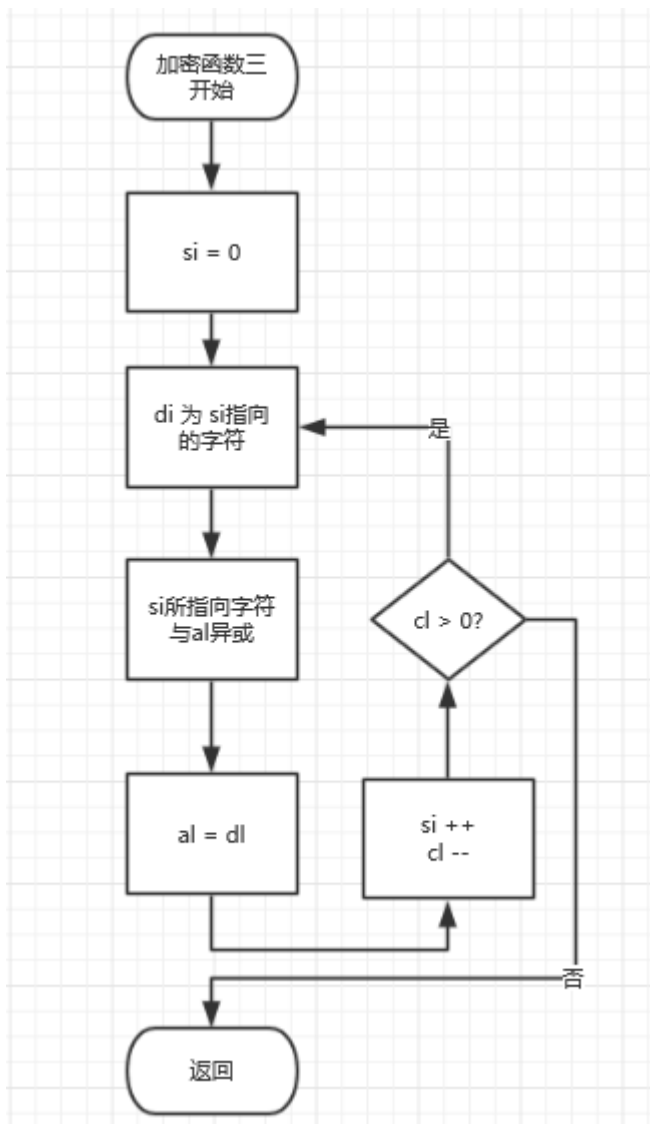 加密函数三
开始
si = 0
di 为 si指向
的字符
是
si所指向字符
与al异或
cl > 0?
al = dl
si ++
cl --
否
返回